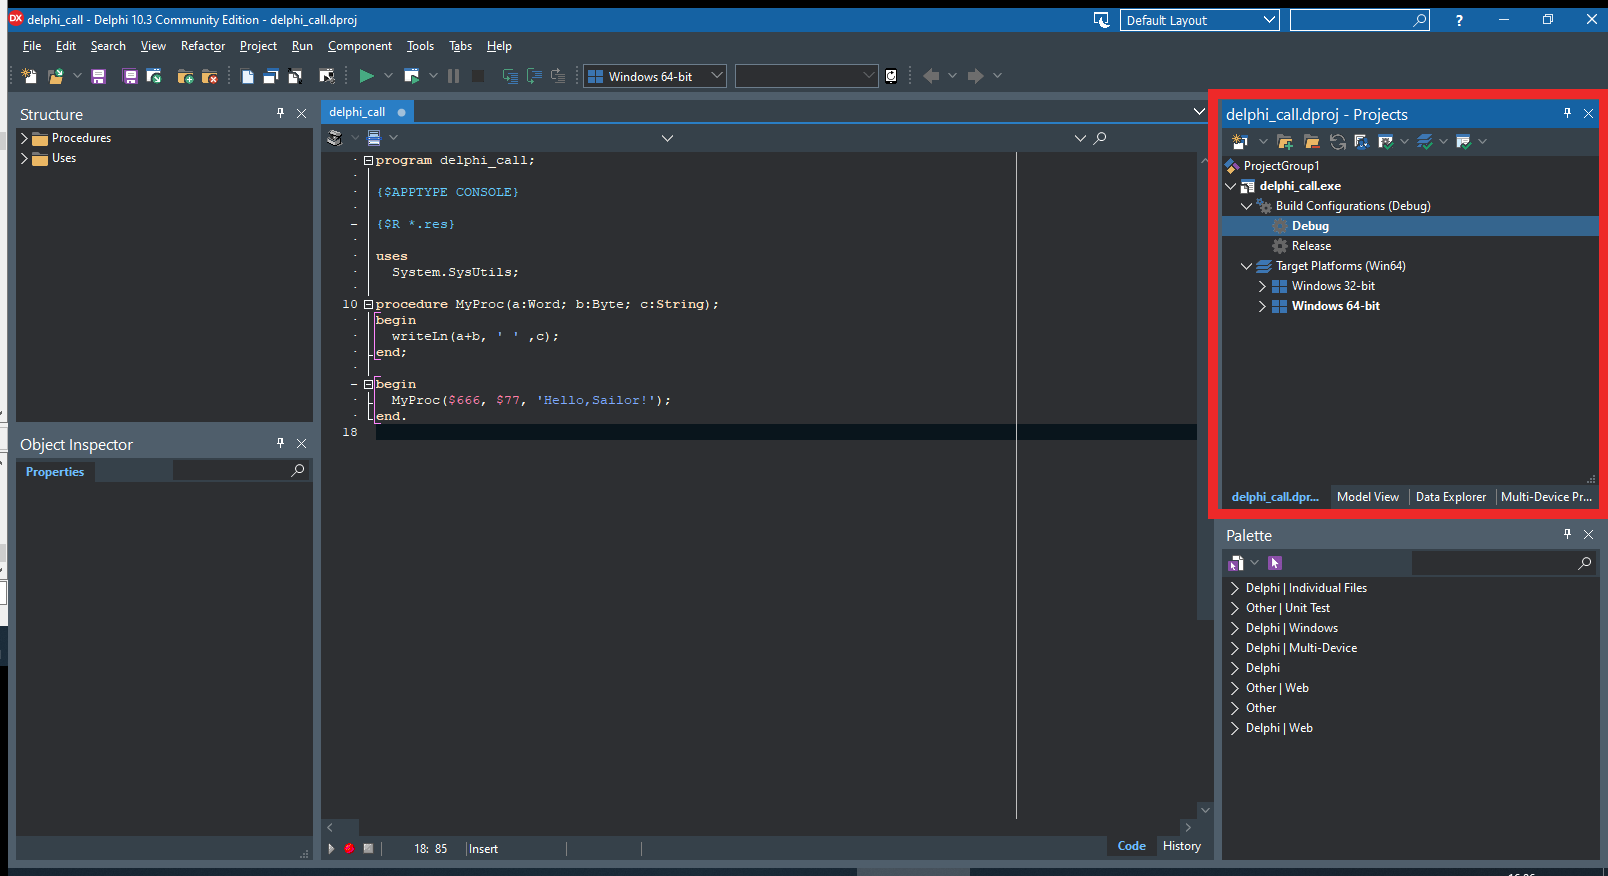 DX delphi_call - Delphi 10.3 Community Edition - delphi_call.dproj
Default Layout
?
File Edit Search View Refactor Project Run Component Tools Tabs Help
Windows 64-bit
Structure
Procedures
Uses
Object Inspector
Properties
delphi_call
program delphi_call;
{$APPTYPE CONSOLE}
{$R *.res}
uses
System.SysUtils;
10 procedure MyProc(a:Word; b:Byte; c:String);
begin
writeLn(a+b, ' ' ,c);
end;
begin
MyProc($666, $77, 'Hello,Sailor!');
end.
18
18: 85 Insert
Code History
delphi_call.dproj - Projects
ProjectGroup1
delphi_call.exe
Build Configurations (Debug)
Debug
Release
Target Platforms (Win64)
Windows 32-bit
Windows 64-bit
delphi_call.dpr... Model View Data Explorer Multi-Device Pr...
Palette
Delphi | Individual Files
Other | Unit Test
Delphi | Windows
Delphi | Multi-Device
Delphi
Other | Web
Other
Delphi | Web